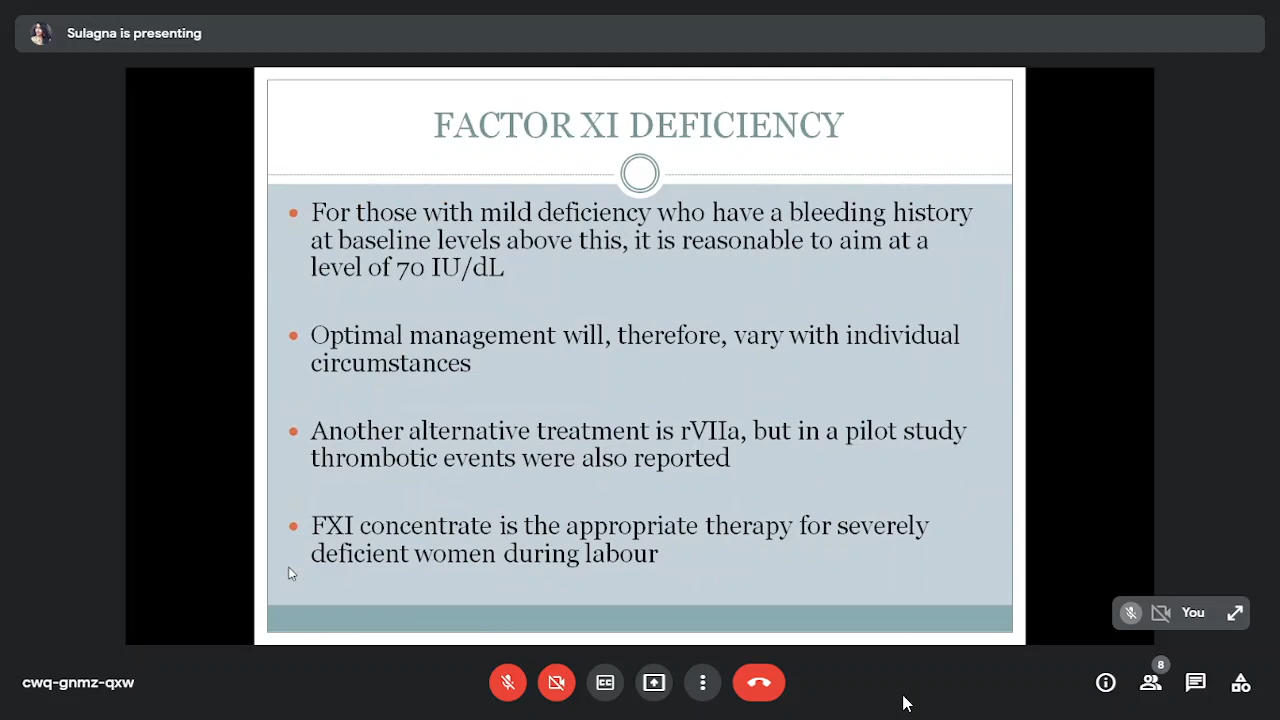 Sulagna is presenting
FACTOR XI DEFICIENCY
For those with mild deficiency who have a bleeding history
at baseline levels above this, it is reasonable to aim at a
level of 70 IU/dL
Optimal management will, therefore, vary with individual
circumstances
Another alternative treatment is rVIIa, but in a pilot study
thrombotic events were also reported
FXI concentrate is the appropriate therapy for severely
deficient women during labour
You
8
cwq-gnmz-qxw
CC